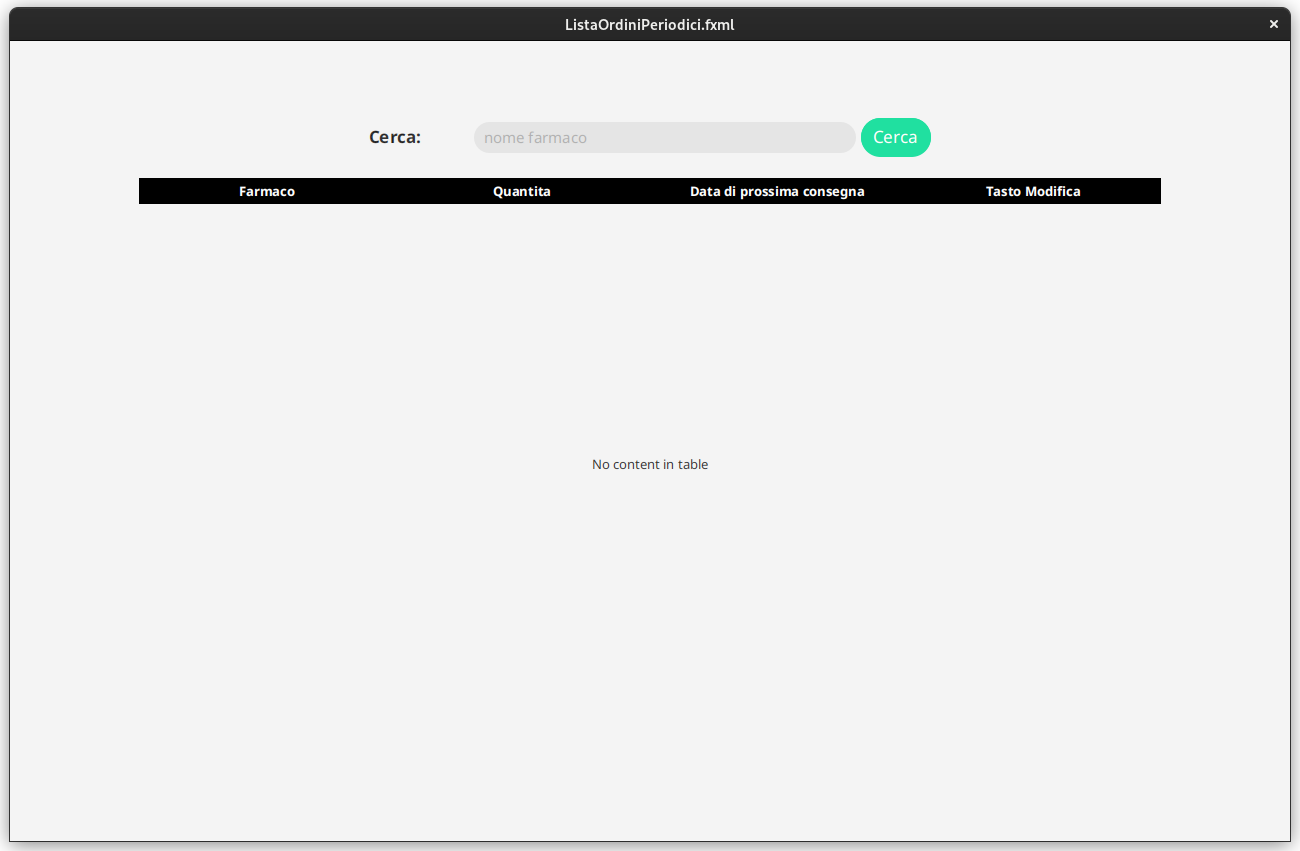 ListaOrdiniPeriodici.fxml
Cerca: nome farmaco Cerca
Farmaco Quantita Data di prossima consegna Tasto Modifica
No content in table